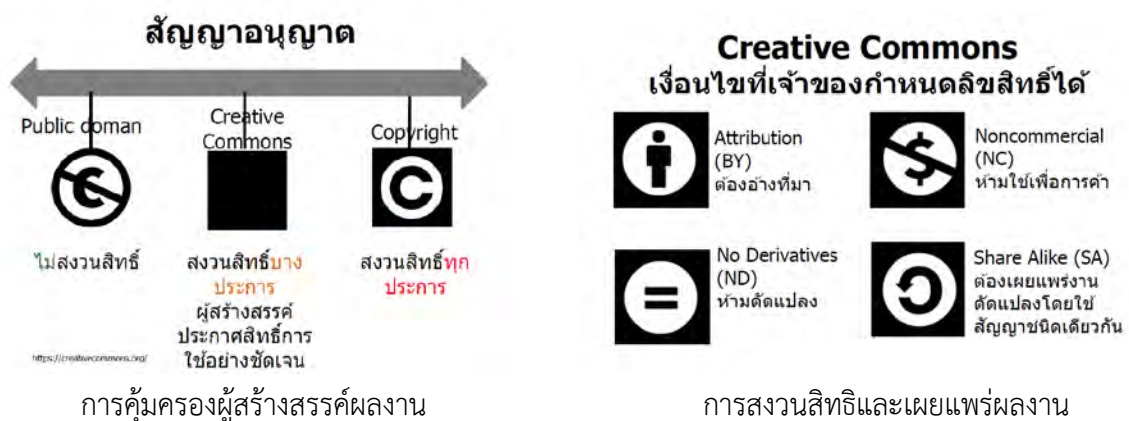 สัญญาอนุญาต
Public doman
Creative
Commons
Copyright
ไม่สงวนสิทธิ์
สงวนสิทธิ์บาง
ประการ
ผู้สร้างสรรค์
ประกาศสิทธิ์การ
ใช้อย่างชัดเจน
สงวนสิทธิ์ทุก
ประการ
https://creativecommons.org/
การคุ้มครองผู้สร้างสรรค์ผลงาน
Creative Commons
เงื่อนไขที่เจ้าของกำหนดลิขสิทธิ์ได้
Attribution
(BY)
ต้องอ้างที่มา
Noncommercial
(NC)
ห้ามใช้เพื่อการค้า
No Derivatives
(ND)
ห้ามดัดแปลง
Share Alike (SA)
ต้องเผยแพร่งาน
ดัดแปลงโดยใช้
สัญญาชนิดเดียวกัน
การสงวนสิทธิและเผยแพร่ผลงาน